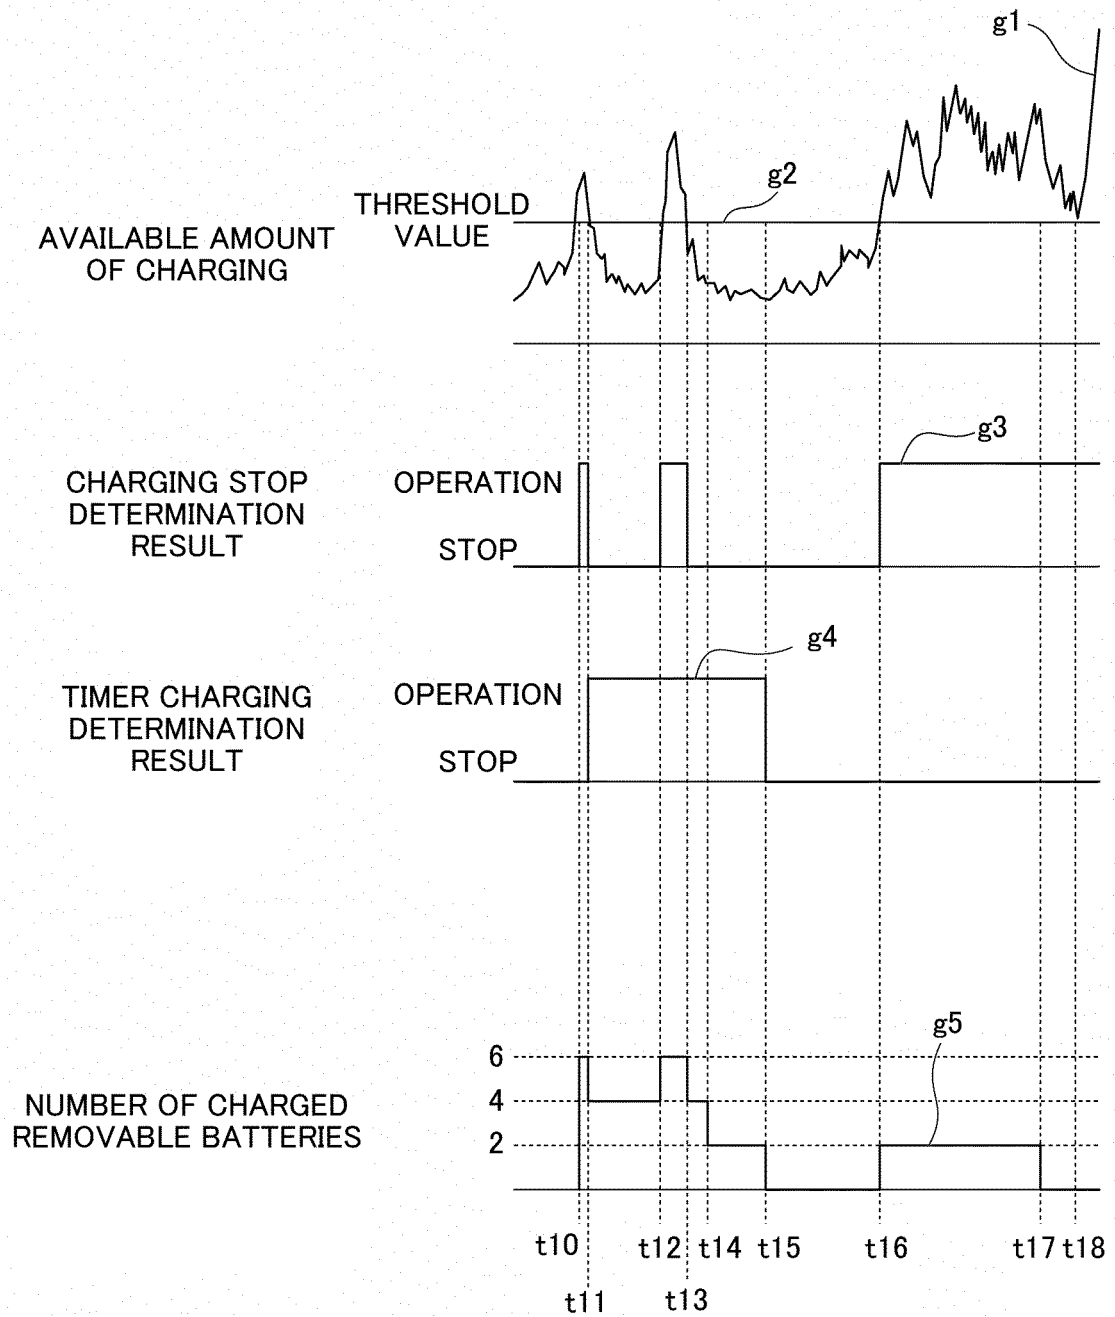 g1
g2
THRESHOLD
VALUE
AVAILABLE AMOUNT
OF CHARGING
g3
CHARGING STOP
DETERMINATION
RESULT
OPERATION
STOP
g4
TIMER CHARGING
DETERMINATION
RESULT
OPERATION
STOP
g5
NUMBER OF CHARGED
REMOVABLE BATTERIES
6
4
2
t10
t12
t14
t15
t16
t17
t18
t11
t13